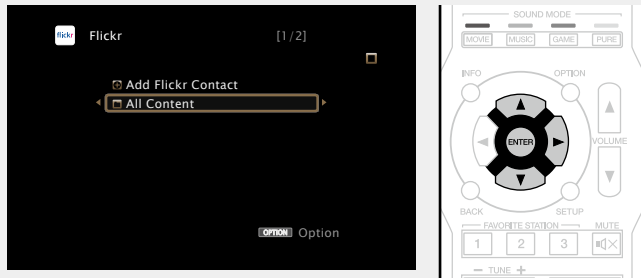 flickr Flickr [1/2]
Add Flickr Contact
All Content
OPTION Option
SOUND MODE
MOVIE MUSIC GAME PURE
INFO OPTION
ENTER
VOLUME
BACK SETUP
FAVORITE STATION MUTE
1 2 3
− TUNE +